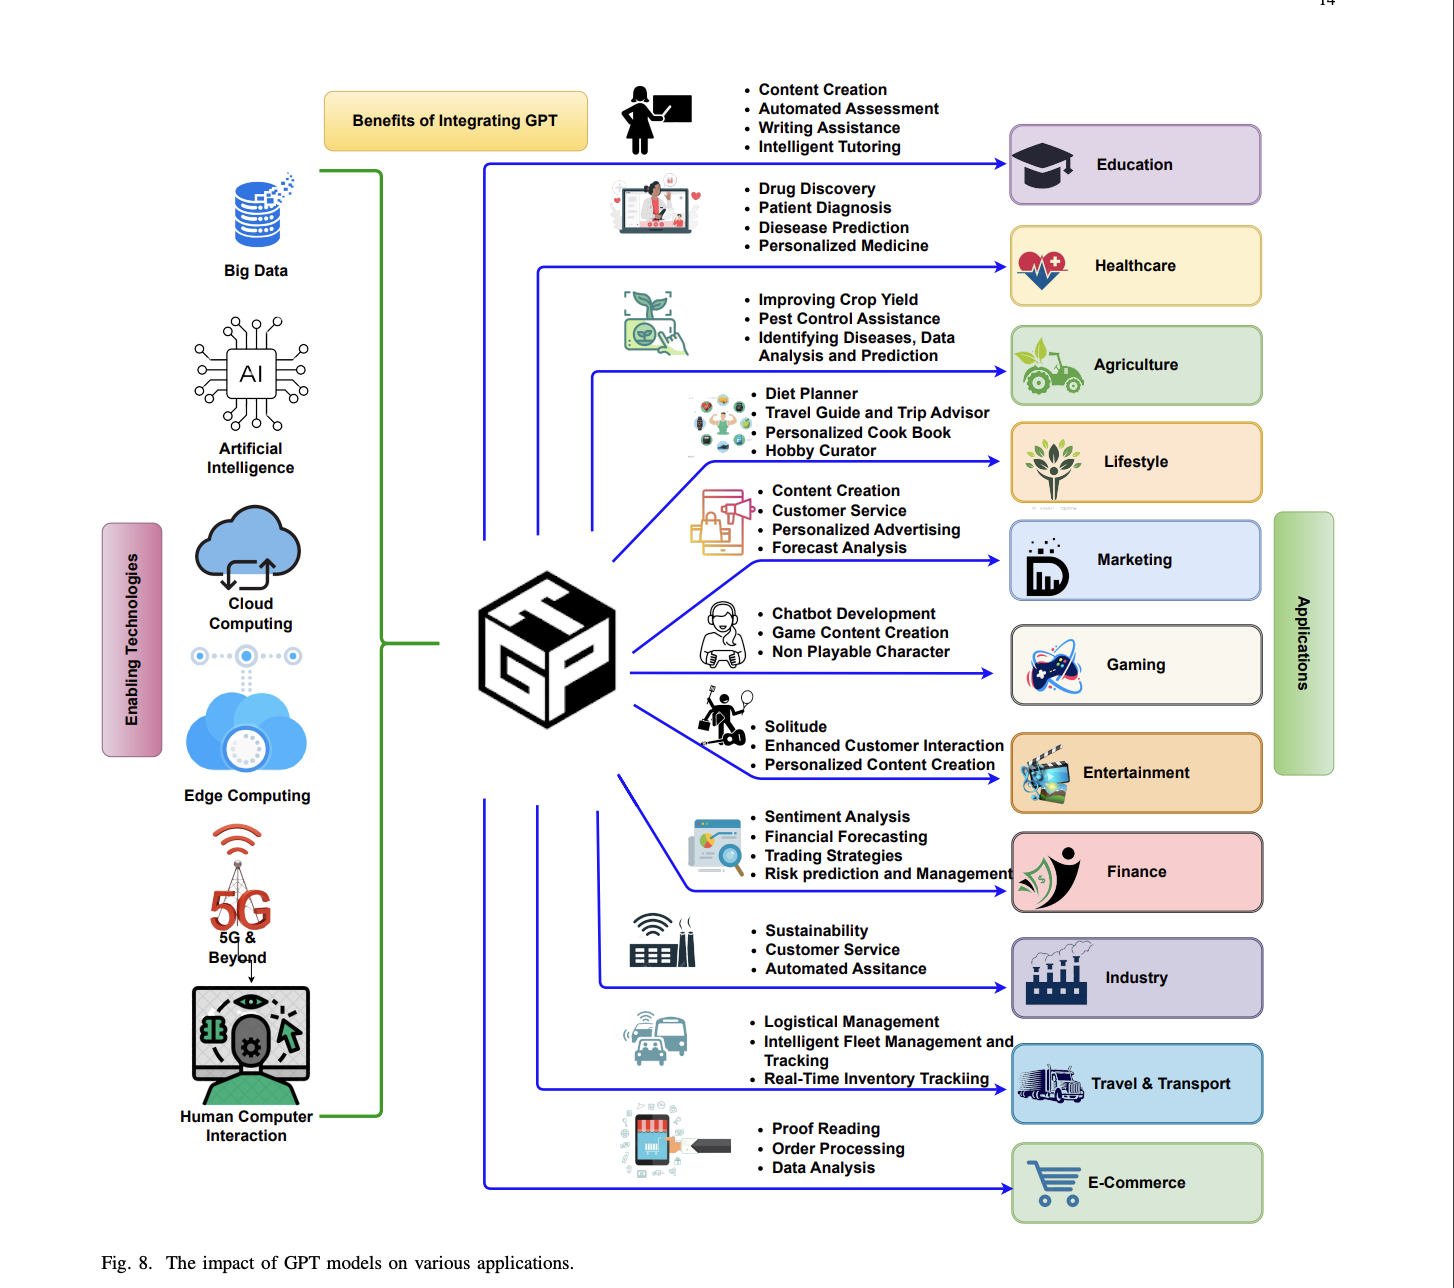 14
Benefits of Integrating GPT
• Content Creation
• Automated Assessment
• Writing Assistance
• Intelligent Tutoring
Education
• Drug Discovery
• Patient Diagnosis
• Diesease Prediction
• Personalized Medicine
Healthcare
• Improving Crop Yield
• Pest Control Assistance
• Identifying Diseases, Data
Analysis and Prediction
Agriculture
• Diet Planner
• Travel Guide and Trip Advisor
• Personalized Cook Book
• Hobby Curator
Lifestyle
• Content Creation
• Customer Service
• Personalized Advertising
• Forecast Analysis
Marketing
• Chatbot Development
• Game Content Creation
• Non Playable Character
Gaming
• Solitude
• Enhanced Customer Interaction
• Personalized Content Creation
Entertainment
• Sentiment Analysis
• Financial Forecasting
• Trading Strategies
• Risk prediction and Management
Finance
• Sustainability
• Customer Service
• Automated Assitance
Industry
• Logistical Management
• Intelligent Fleet Management and
Tracking
• Real-Time Inventory Trackiing
Travel & Transport
• Proof Reading
• Order Processing
• Data Analysis
E-Commerce
Applications
Enabling Technologies
Big Data
AI
Artificial
Intelligence
Cloud
Computing
Edge Computing
5G
5G &
Beyond
Human Computer
Interaction
GPT
Fig. 8. The impact of GPT models on various applications.